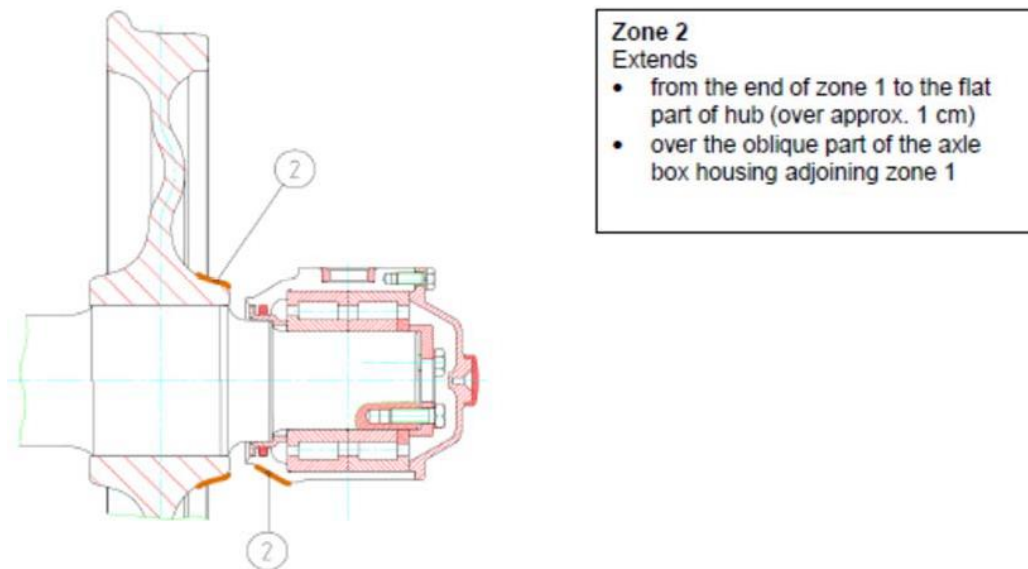 Zone 2
Extends
• from the end of zone 1 to the flat
part of hub (over approx. 1 cm)
• over the oblique part of the axle
box housing adjoining zone 1
2
2